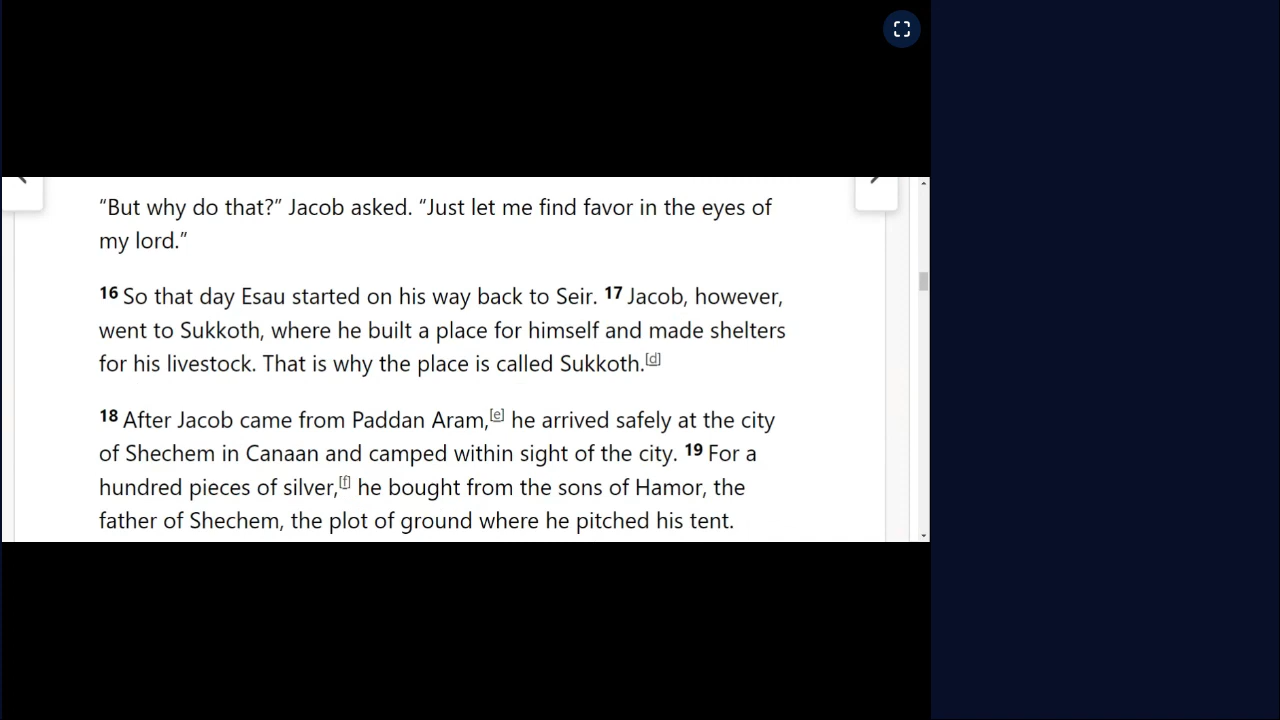 “But why do that?” Jacob asked. “Just let me find favor in the eyes of
my lord.”
16 So that day Esau started on his way back to Seir. 17 Jacob, however,
went to Sukkoth, where he built a place for himself and made shelters
for his livestock. That is why the place is called Sukkoth.[d]
18 After Jacob came from Paddan Aram,[e] he arrived safely at the city
of Shechem in Canaan and camped within sight of the city. 19 For a
hundred pieces of silver,[f] he bought from the sons of Hamor, the
father of Shechem, the plot of ground where he pitched his tent.